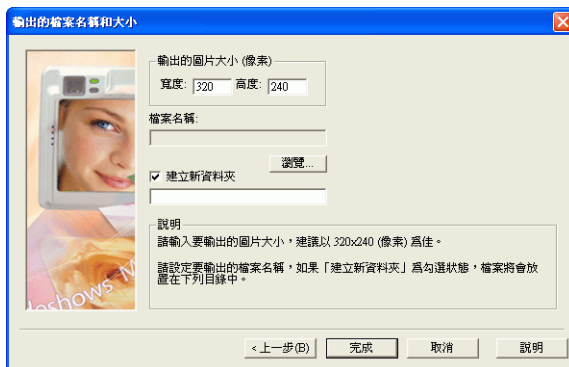 輸出的檔案名稱和大小
輸出的圖片大小 (像素)
寬度: 320 高度: 240
檔案名稱:
瀏覽...
建立新資料夾
說明
請輸入要輸出的圖片大小，建議以 320x240 (像素) 為佳。
請設定要輸出的檔案名稱，如果「建立新資料夾」為勾選狀態，檔案將會放
置在下列目錄中。
oshows M
<上一步(B) 完成 取消 說明